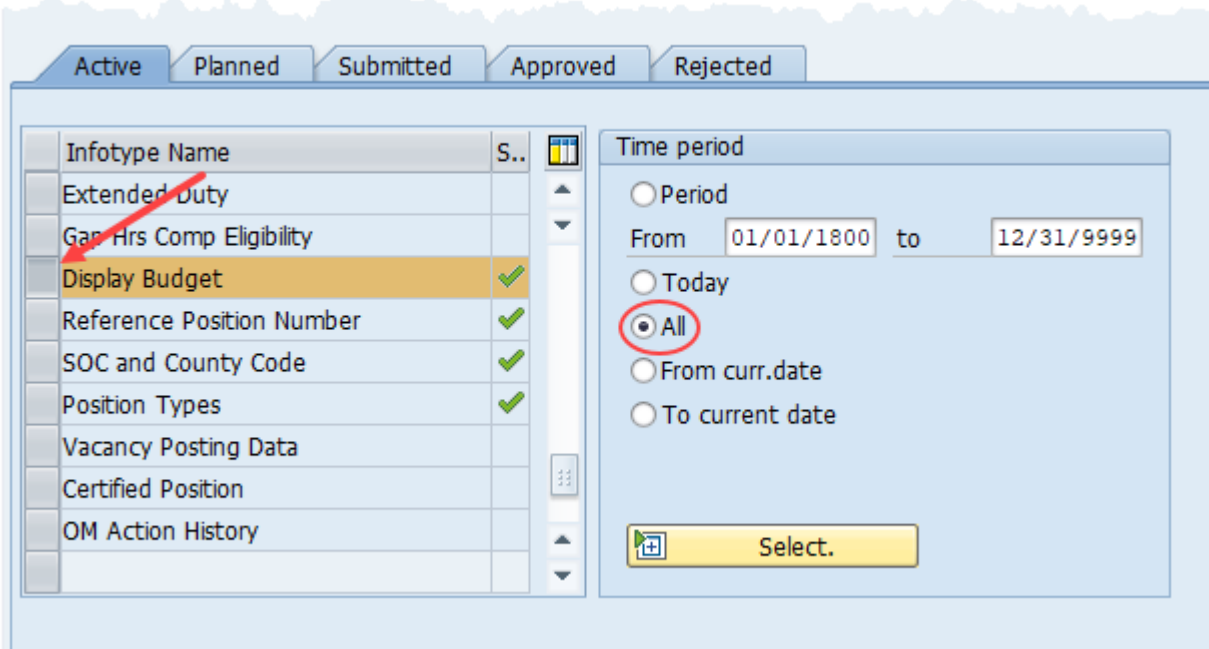 Active Planned Submitted Approved Rejected
Infotype Name S..
Extended Duty
Gap Hrs Comp Eligibility
Display Budget
Reference Position Number
SOC and County Code
Position Types
Vacancy Posting Data
Certified Position
OM Action History
Time period
Period
From 01/01/1800 to 12/31/9999
Today
All
From curr.date
To current date
Select.